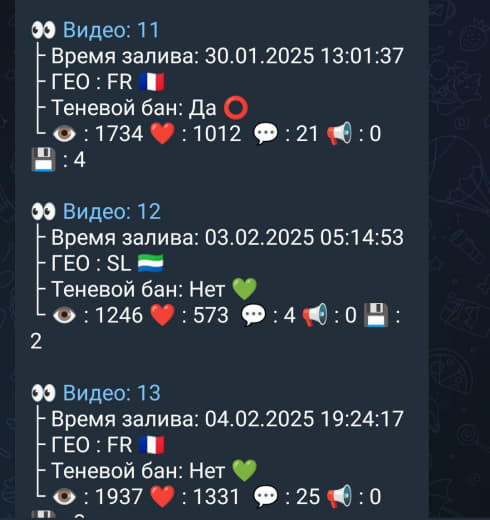 👀 Видео: 11
├ Время залива: 30.01.2025 13:01:37
├ ГЕО : FR 🇫🇷
├ Теневой бан: Да ⭕
└ 👁 : 1734 ❤️ : 1012 💬 : 21 📢 : 0
💾 : 4
👀 Видео: 12
├ Время залива: 03.02.2025 05:14:53
├ ГЕО : SL 🇸🇱
├ Теневой бан: Нет 💚
└ 👁 : 1246 ❤️ : 573 💬 : 4 📢 : 0 💾 :
2
👀 Видео: 13
├ Время залива: 04.02.2025 19:24:17
├ ГЕО : FR 🇫🇷
├ Теневой бан: Нет 💚
└ 👁 : 1937 ❤️ : 1331 💬 : 25 📢 : 0